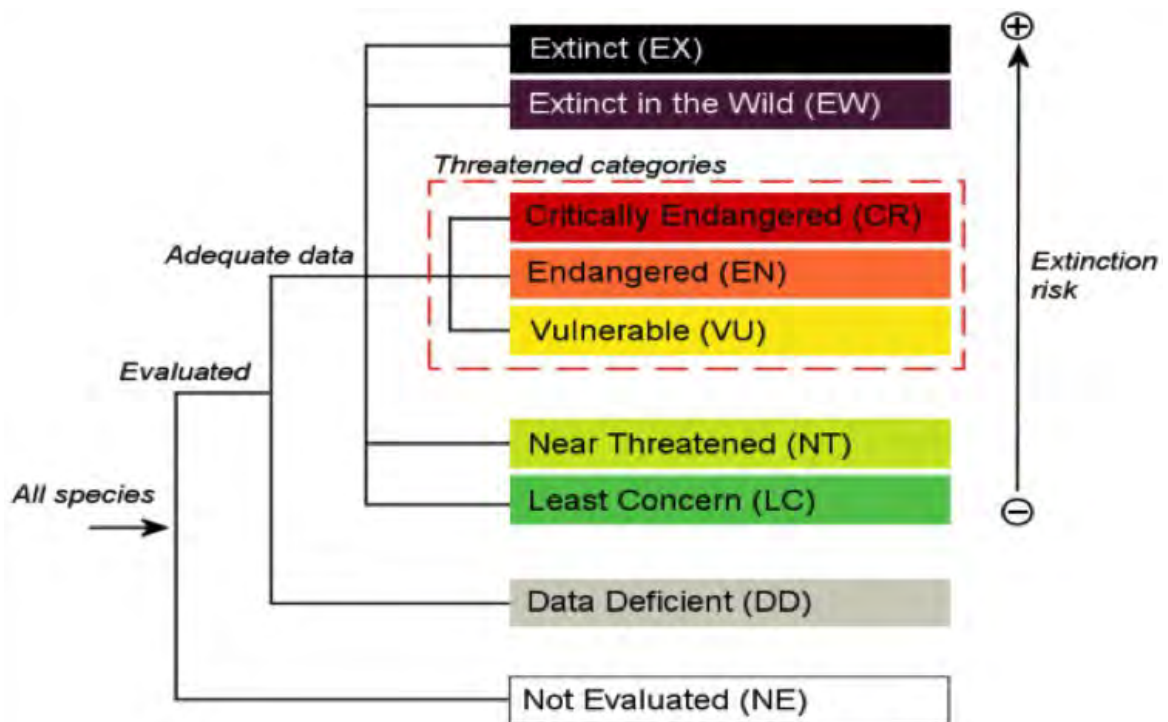 Extinct (EX)
Extinct in the Wild (EW)
Threatened categories
Critically Endangered (CR)
Adequate data
Endangered (EN)
Extinction
risk
Vulnerable (VU)
Evaluated
Near Threatened (NT)
All species
Least Concern (LC)
Data Deficient (DD)
Not Evaluated (NE)